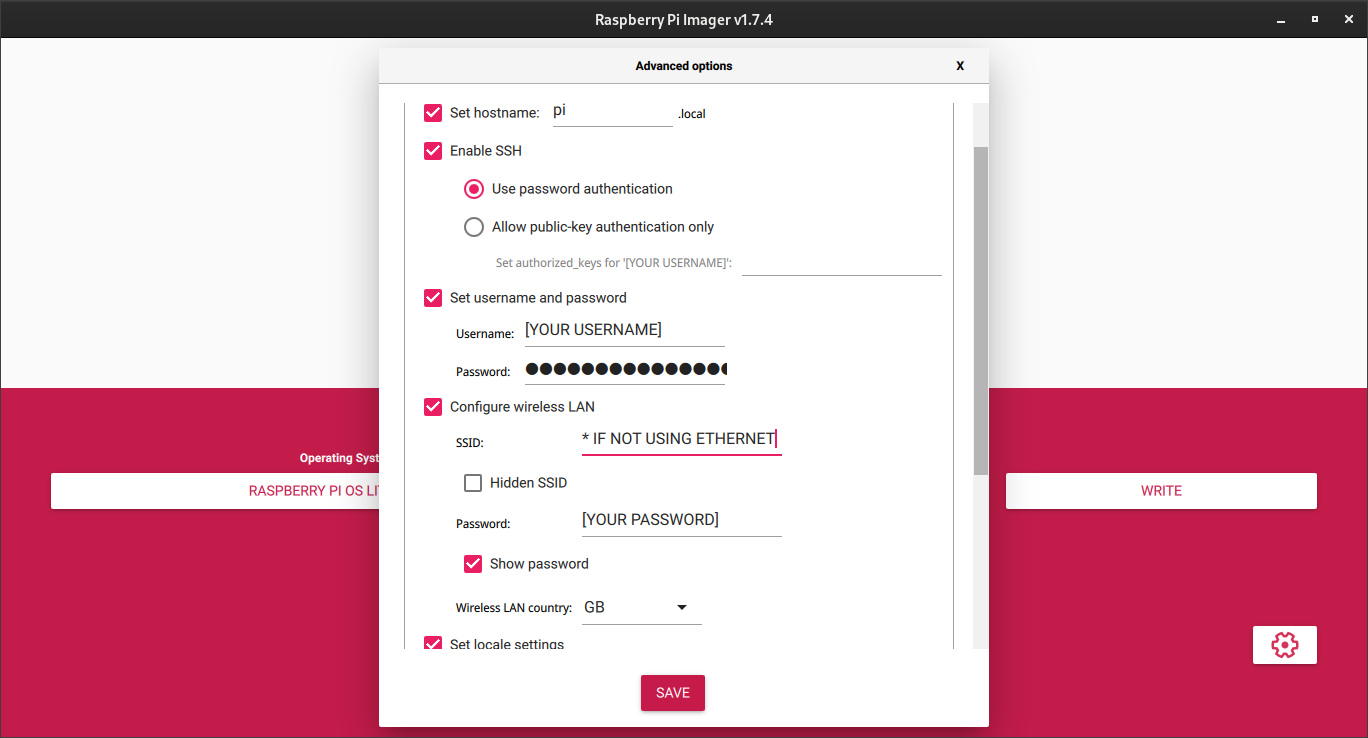 Raspberry Pi Imager v1.7.4
Advanced options X
Set hostname: pi .local
Enable SSH
Use password authentication
Allow public-key authentication only
Set authorized_keys for '[YOUR USERNAME]':
Set username and password
Username: [YOUR USERNAME]
Password: ●●●●●●●●●●●●●●●
Configure wireless LAN
SSID: * IF NOT USING ETHERNET
Hidden SSID
Password: [YOUR PASSWORD]
Show password
Wireless LAN country: GB
Set locale settings
SAVE
Operating Syst
RASPBERRY PI OS LI
WRITE